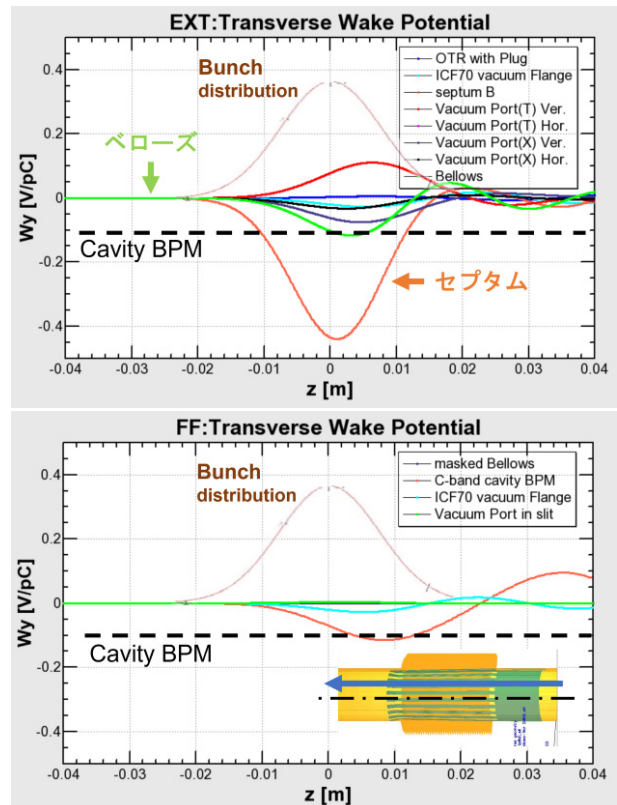 EXT:Transverse Wake Potential
Bunch
distribution
OTR with Plug
ICF70 vacuum Flange
septum B
Vacuum Port(T) Ver.
Vacuum Port(T) Hor.
Vacuum Port(X) Ver.
Vacuum Port(X) Hor.
Bellows
ベローズ
Cavity BPM
セプタム
Wy [V/pC]
0.4
0.2
0
-0.2
-0.4
-0.04 -0.03 -0.02 -0.01 0 0.01 0.02 0.03 0.04
z [m]
FF:Transverse Wake Potential
Bunch
distribution
masked Bellows
C-band cavity BPM
ICF70 vacuum Flange
Vacuum Port in slit
Cavity BPM
Wy [V/pC]
0.4
0.2
0
-0.2
-0.4
-0.04 -0.03 -0.02 -0.01 0 0.01 0.02 0.03 0.04
z [m]